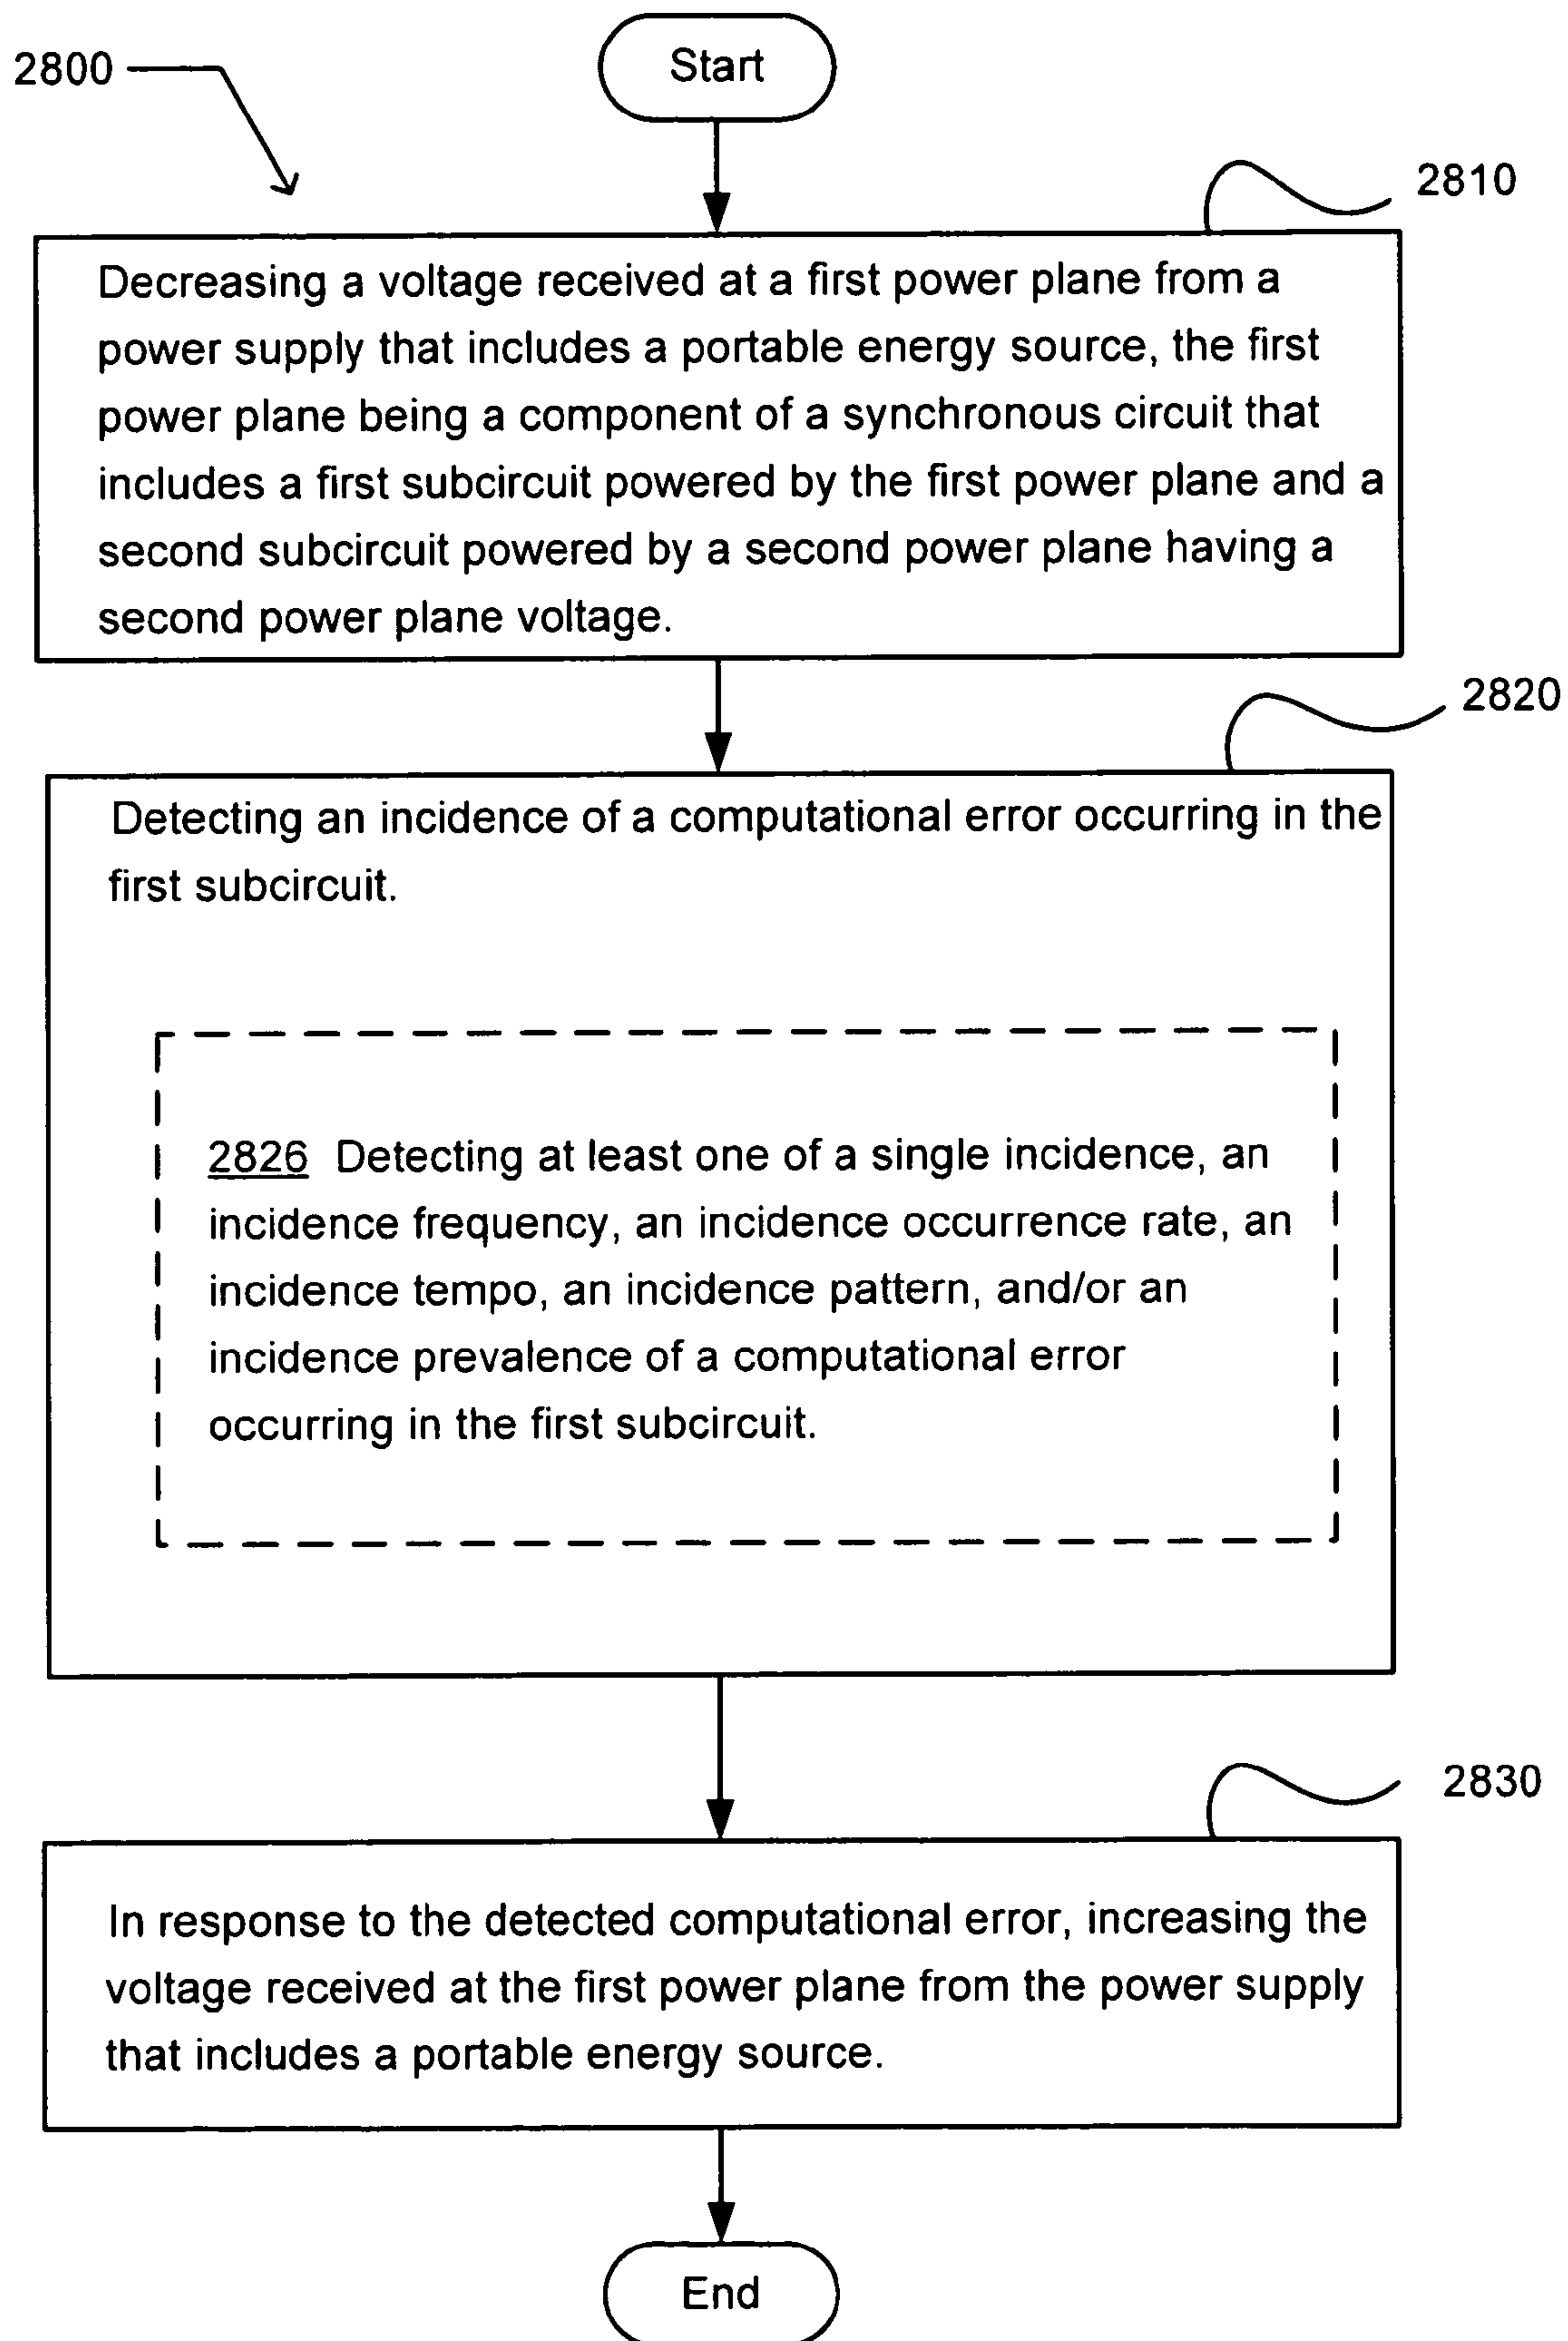 Start
2800
2810
Decreasing a voltage received at a first power plane from a
power supply that includes a portable energy source, the first
power plane being a component of a synchronous circuit that
includes a first subcircuit powered by the first power plane and a
second subcircuit powered by a second power plane having a
second power plane voltage.
2820
Detecting an incidence of a computational error occurring in the
first subcircuit.
2826 Detecting at least one of a single incidence, an
incidence frequency, an incidence occurrence rate, an
incidence tempo, an incidence pattern, and/or an
incidence prevalence of a computational error
occurring in the first subcircuit.
2830
In response to the detected computational error, increasing the
voltage received at the first power plane from the power supply
that includes a portable energy source.
End